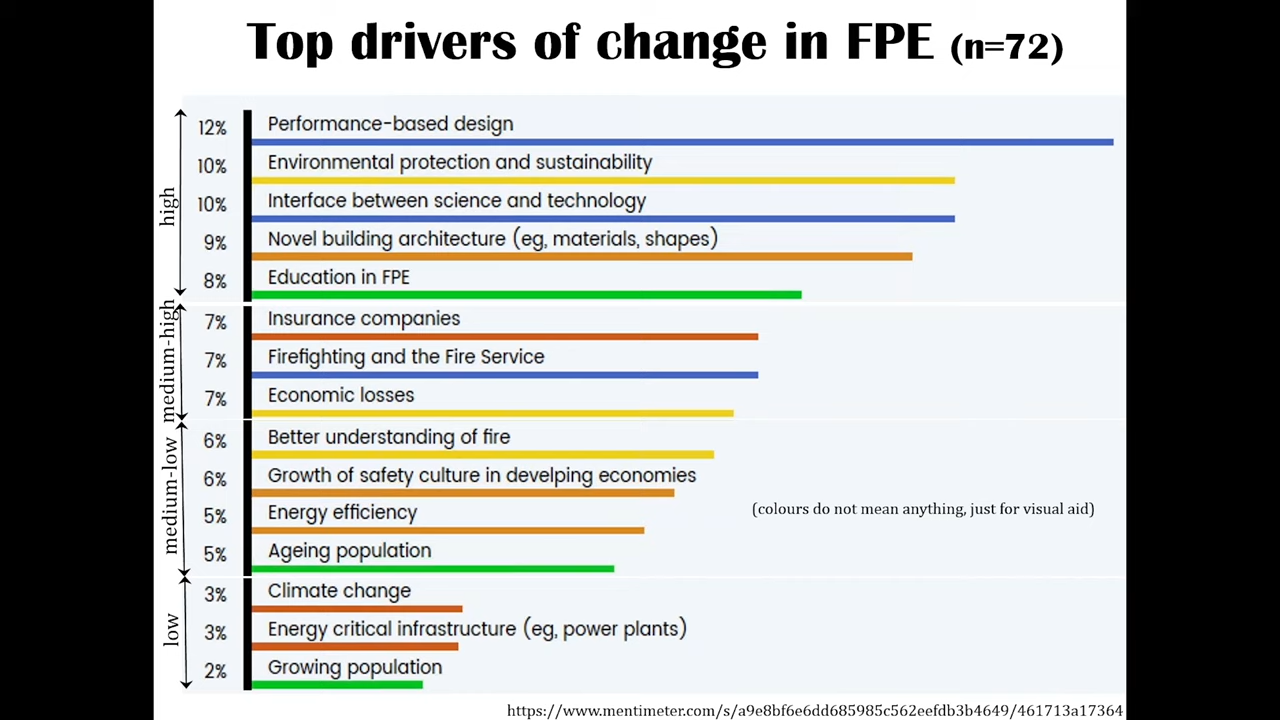 Top drivers of change in FPE (n=72)
high
12% Performance-based design
10% Environmental protection and sustainability
10% Interface between science and technology
9% Novel building architecture (eg, materials, shapes)
8% Education in FPE
medium-high
7% Insurance companies
7% Firefighting and the Fire Service
7% Economic losses
medium-low
6% Better understanding of fire
6% Growth of safety culture in develping economies
5% Energy efficiency
5% Ageing population
(colours do not mean anything, just for visual aid)
low
3% Climate change
3% Energy critical infrastructure (eg, power plants)
2% Growing population
https://www.mentimeter.com/s/a9e8bf6e6dd685985c562eefdb3b4649/461713a17364